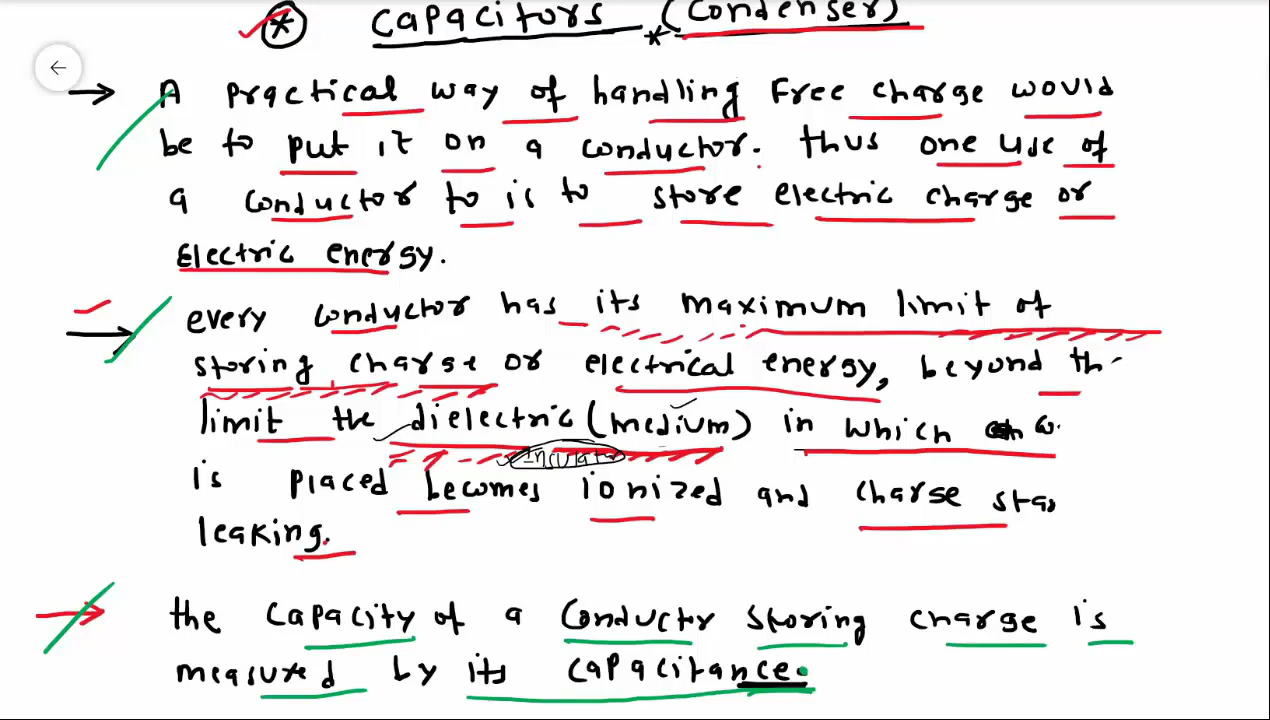 * Capacitors (Condenser)
*
→ A practical way of handling Free charge would
be to put it on a conductor. thus one use of
a conductor to is to store electric charge or
Electric energy.
→ every conductor has its maximum limit of
storing charge or electrical energy, beyond th
limit the dielectric (medium) in which
is placed becomes ionized and charge sta
leaking.
→ the capacity of a Conductr storing charge is
measured by its capacitance.